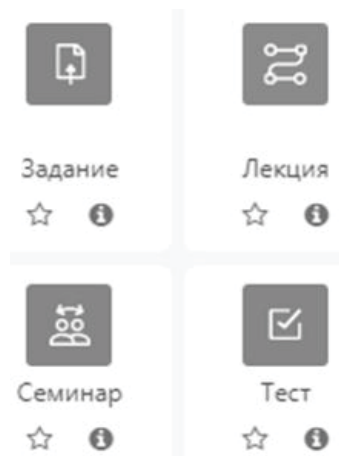 Задание
Лекция
Семинар
Тест